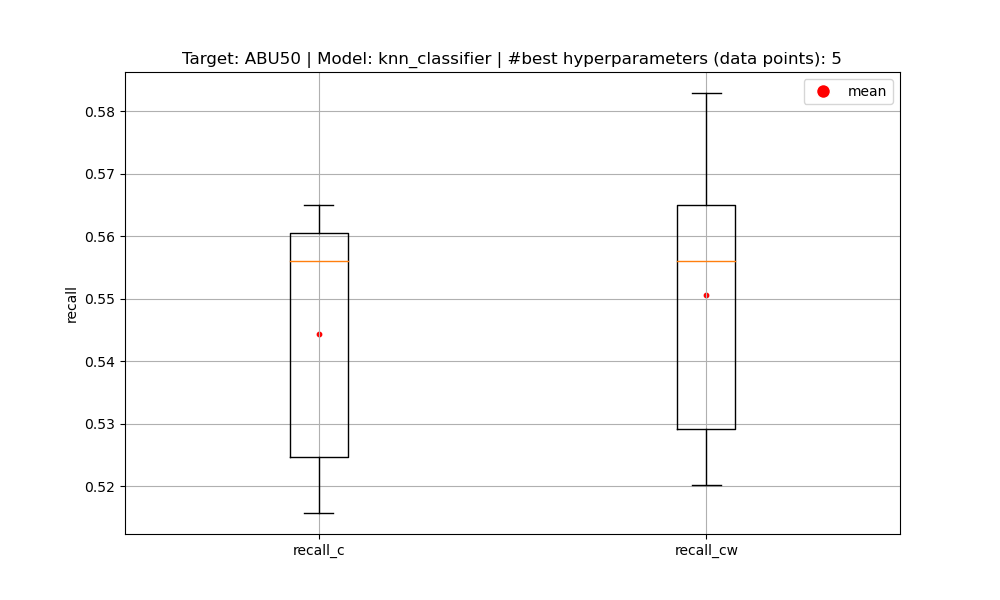 Target: ABU50 | Model: knn_classifier | #best hyperparameters (data points): 5
mean
0.58
0.57
0.56
0.55
0.54
0.53
0.52
recall
recall_c
recall_cw